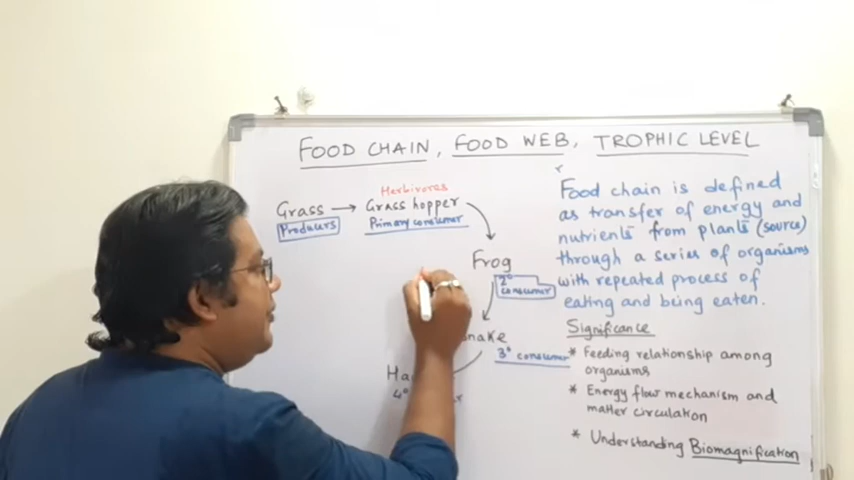 FOOD CHAIN, FOOD WEB, TROPHIC LEVEL
Herbivores
Grass → Grass hopper
Producers
Primary consumer
Frog
2°
consumer
3° consumer
4°
Food chain is defined
as transfer of energy and
nutrients from plants (source)
through a series of organisms
with repeated process of
eating and being eaten.
Significance
* Feeding relationship among
organisms
* Energy flow mechanism and
matter circulation
* Understanding Biomagnification